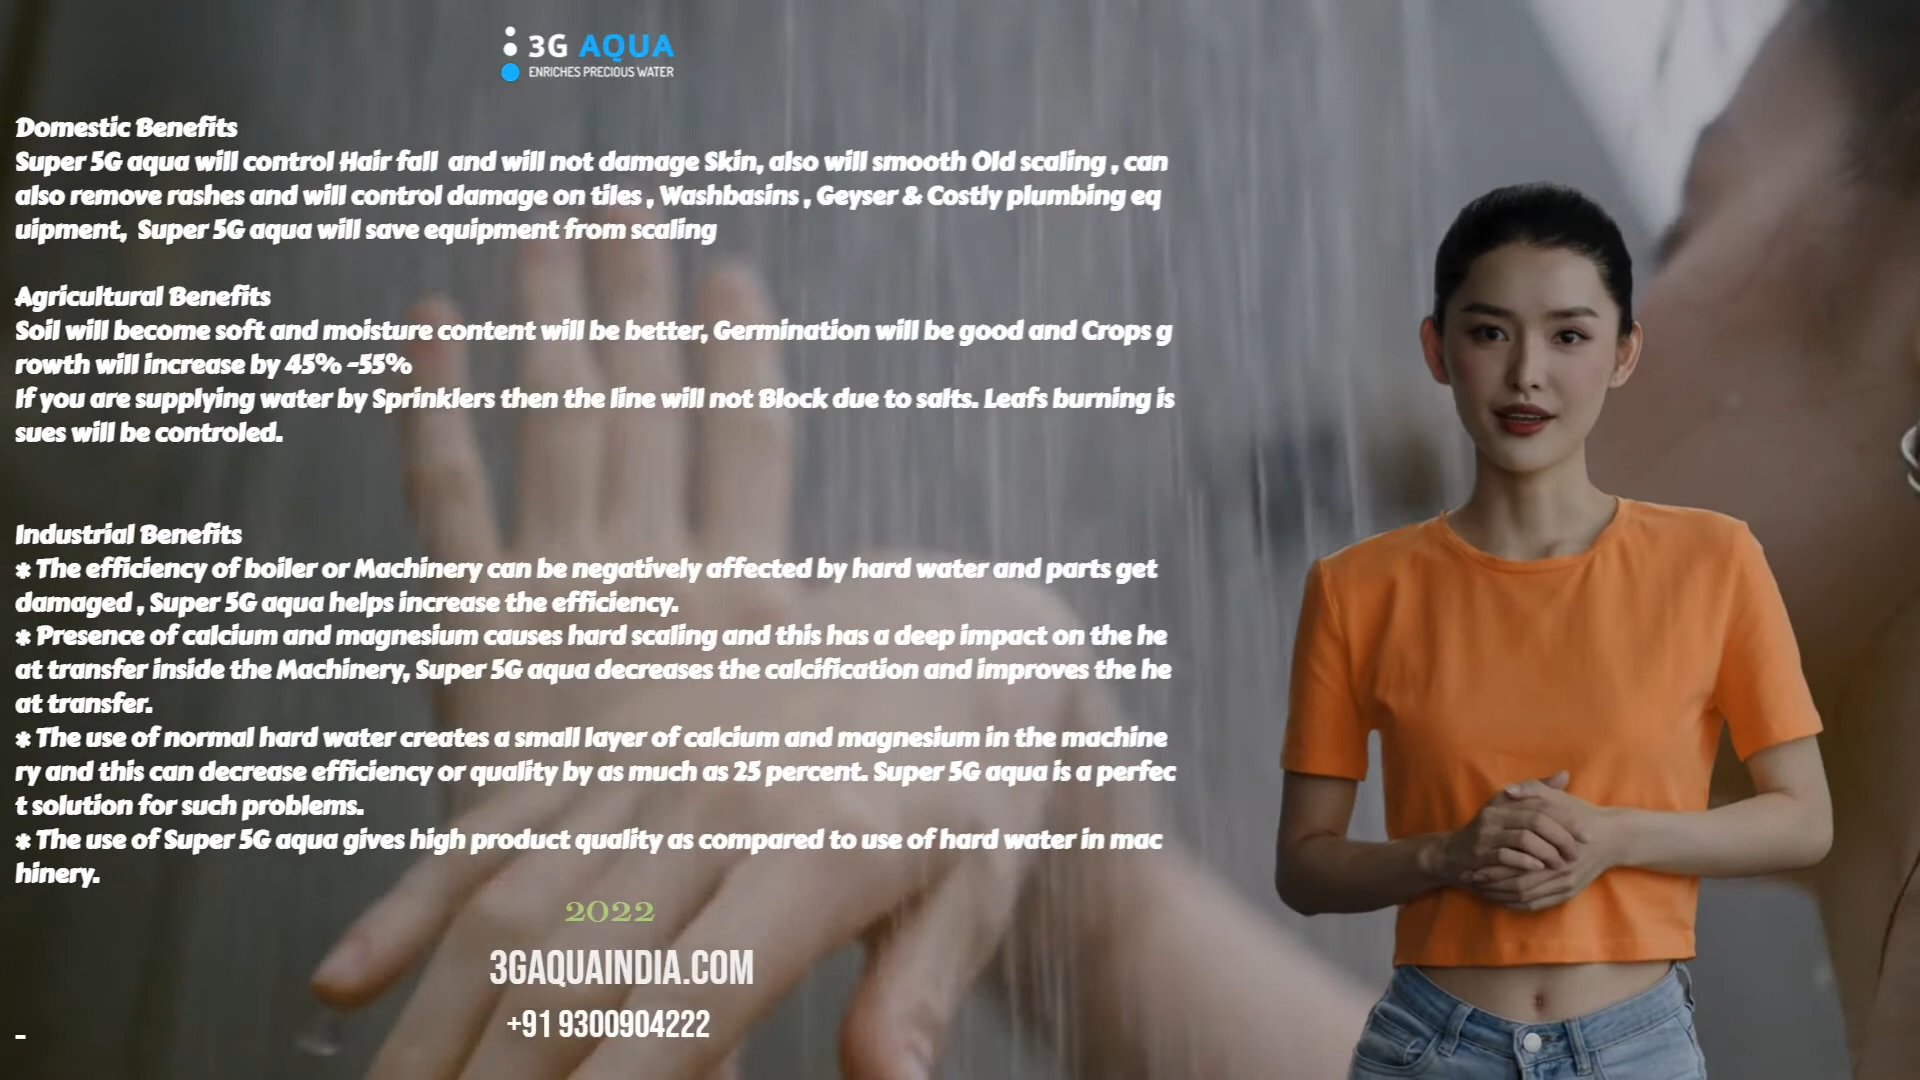 3G AQUA
ENRICHES PRECIOUS WATER
Domestic Benefits
Super 5G aqua will control Hair fall  and will not damage Skin, also will smooth Old scaling , can
also remove rashes and will control damage on tiles , Washbasins , Geyser & Costly plumbing eq
uipment,  Super 5G aqua will save equipment from scaling
Agricultural Benefits
Soil will become soft and moisture content will be better, Germination will be good and Crops g
rowth will increase by 45% -55%
If you are supplying water by Sprinklers then the line will not Block due to salts. Leafs burning is
sues will be controled.
Industrial Benefits
* The efficiency of boiler or Machinery can be negatively affected by hard water and parts get
damaged , Super 5G aqua helps increase the efficiency.
* Presence of calcium and magnesium causes hard scaling and this has a deep impact on the he
at transfer inside the Machinery, Super 5G aqua decreases the calcification and improves the he
at transfer.
* The use of normal hard water creates a small layer of calcium and magnesium in the machine
ry and this can decrease efficiency or quality by as much as 25 percent. Super 5G aqua is a perfec
t solution for such problems.
* The use of Super 5G aqua gives high product quality as compared to use of hard water in mac
hinery.
2022
3GAQUAINDIA.COM
+91 9300904222
-